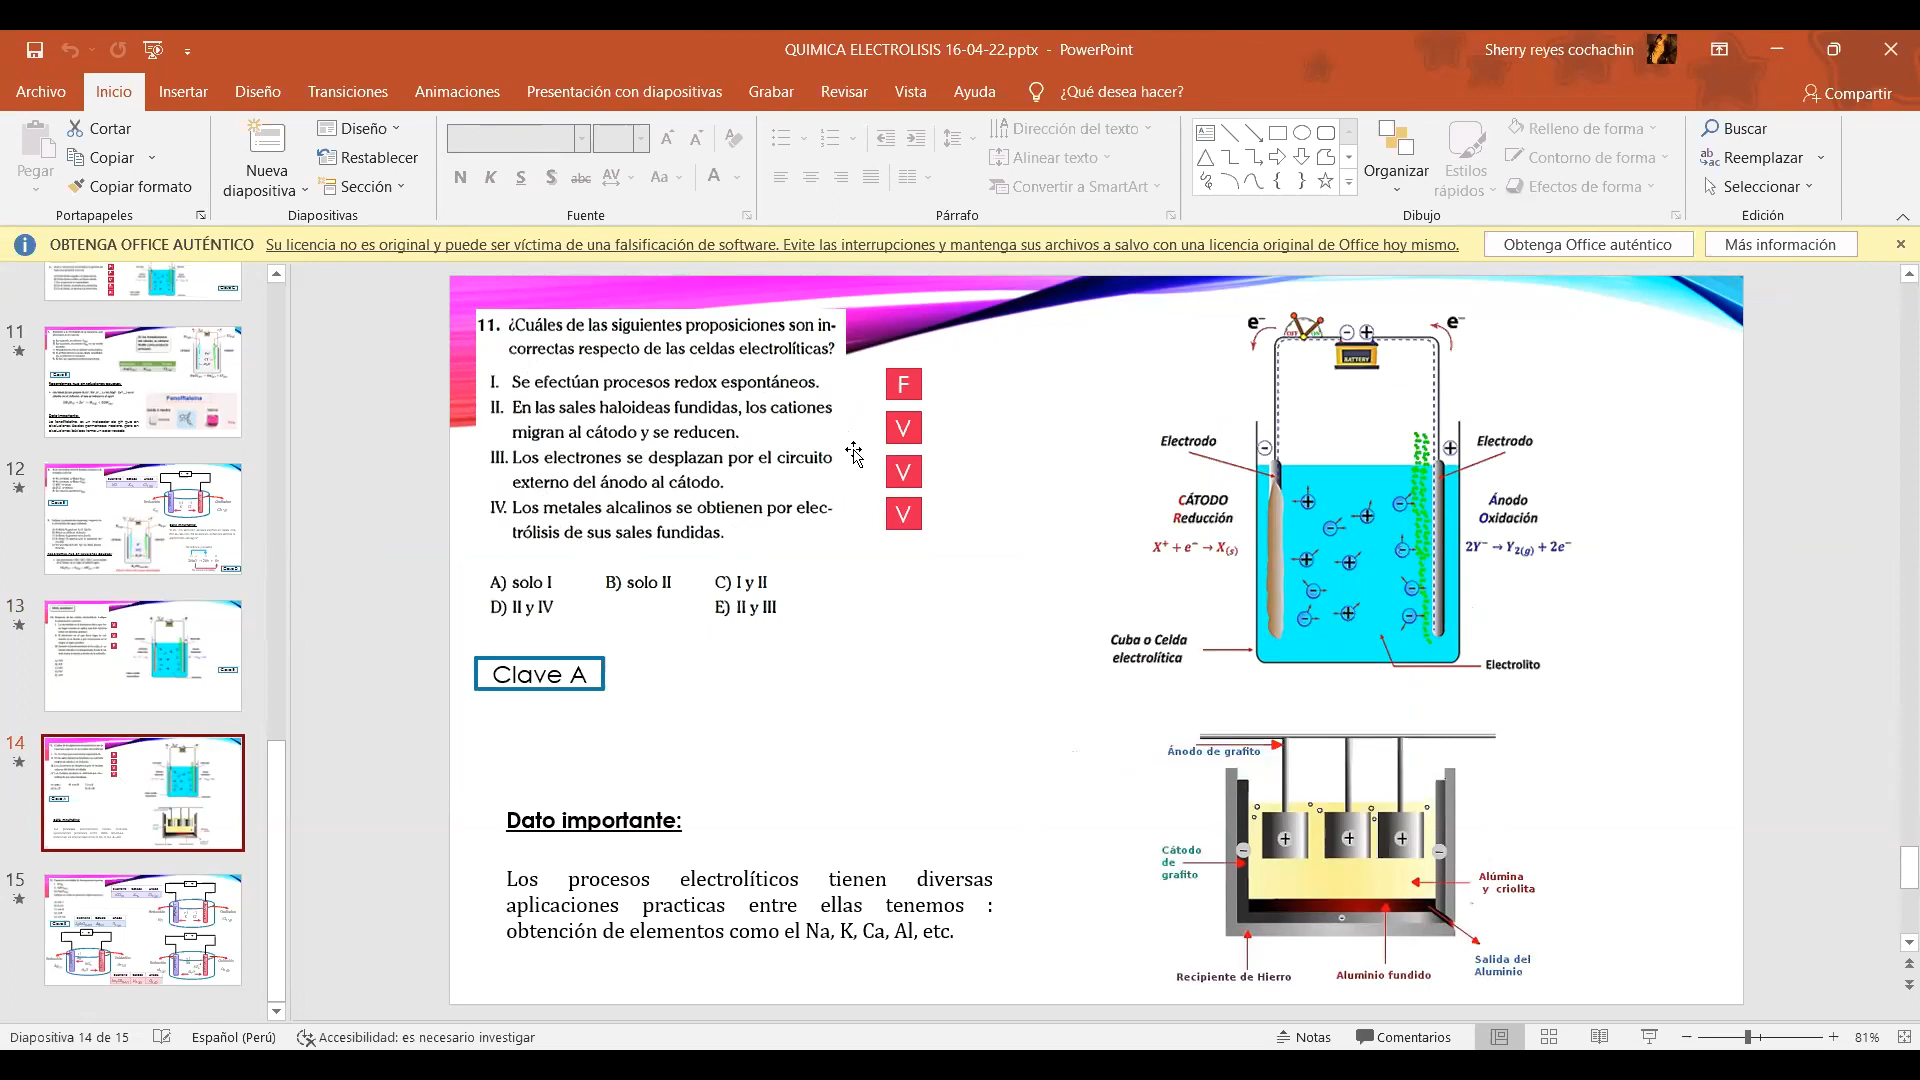 QUIMICA ELECTROLISIS 16-04-22.pptx - PowerPoint
Sherry reyes cochachin
Archivo
Inicio
Insertar
Diseño
Transiciones
Animaciones
Presentación con diapositivas
Grabar
Revisar
Vista
Ayuda
¿Qué desea hacer?
Compartir
Pegar
Cortar
Copiar
Copiar formato
Portapapeles
Nueva
diapositiva
Diseño
Restablecer
Sección
Diapositivas
N K S S abc AV Aa A
Fuente
Dirección del texto
Alinear texto
Convertir a SmartArt
Párrafo
Organizar
Estilos
rápidos
Relleno de forma
Contorno de forma
Efectos de forma
Dibujo
Buscar
Reemplazar
Seleccionar
Edición
OBTENGA OFFICE AUTÉNTICO Su licencia no es original y puede ser víctima de una falsificación de software. Evite las interrupciones y mantenga sus archivos a salvo con una licencia original de Office hoy mismo.
Obtenga Office auténtico
Más información
11
12
13
14
15
11. ¿Cuáles de las siguientes proposiciones son in-
correctas respecto de las celdas electrolíticas?
I. Se efectúan procesos redox espontáneos.
F
II. En las sales haloideas fundidas, los cationes
migran al cátodo y se reducen.
V
III. Los electrones se desplazan por el circuito
externo del ánodo al cátodo.
V
IV. Los metales alcalinos se obtienen por elec-
trólisis de sus sales fundidas.
V
A) solo I B) solo II C) I y II
D) II y IV E) II y III
Clave A
Dato importante:
Los procesos electrolíticos tienen diversas
aplicaciones practicas entre ellas tenemos :
obtención de elementos como el Na, K, Ca, Al, etc.
e⁻
e⁻
BATTERY
Electrodo
Electrodo
CÁTODO
Reducción
X⁺ + e⁻ → X(s)
Ánodo
Oxidación
2Y⁻ → Y2(g) + 2e⁻
Cuba o Celda
electrolítica
Electrolito
Ánodo de grafito
Cátodo
de
grafito
Alúmina
y criolita
Salida del
Aluminio
Recipiente de Hierro
Aluminio fundido
Diapositiva 14 de 15
Español (Perú)
Accesibilidad: es necesario investigar
Notas
Comentarios
81%